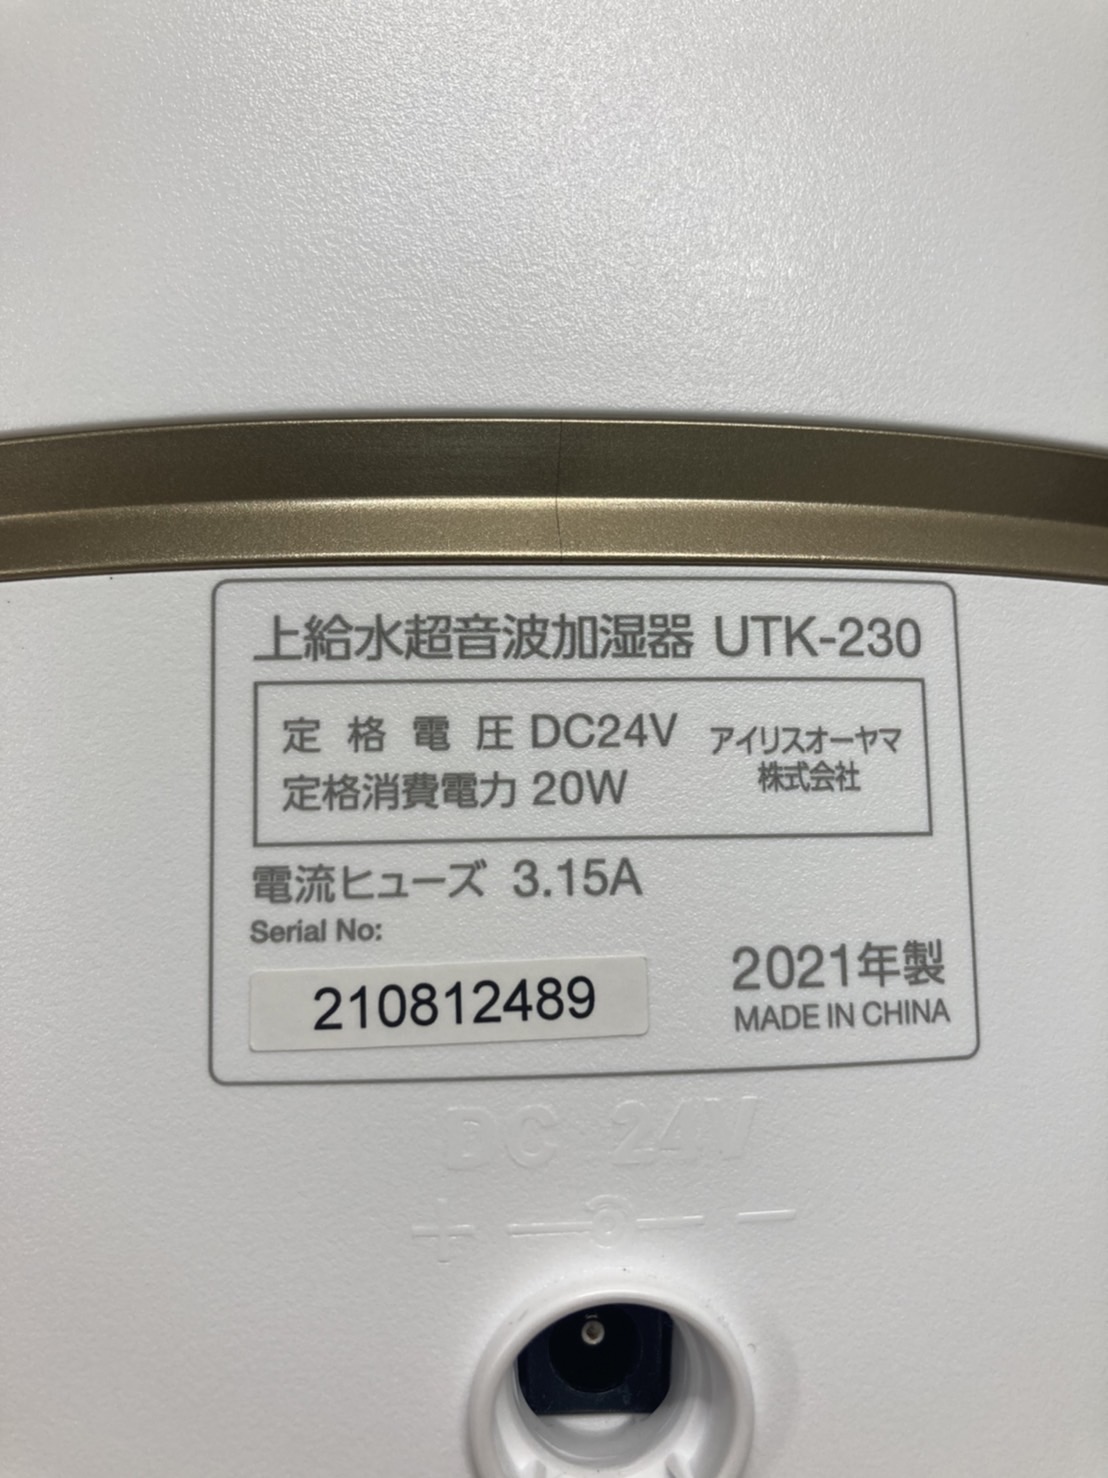 上給水超音波加湿器 UTK-230
定格電圧 DC24V
定格消費電力 20W
アイリスオーヤマ
株式会社
電流ヒューズ 3.15A
Serial No:
210812489
2021年製
MADE IN CHINA
DC 24V
+ −